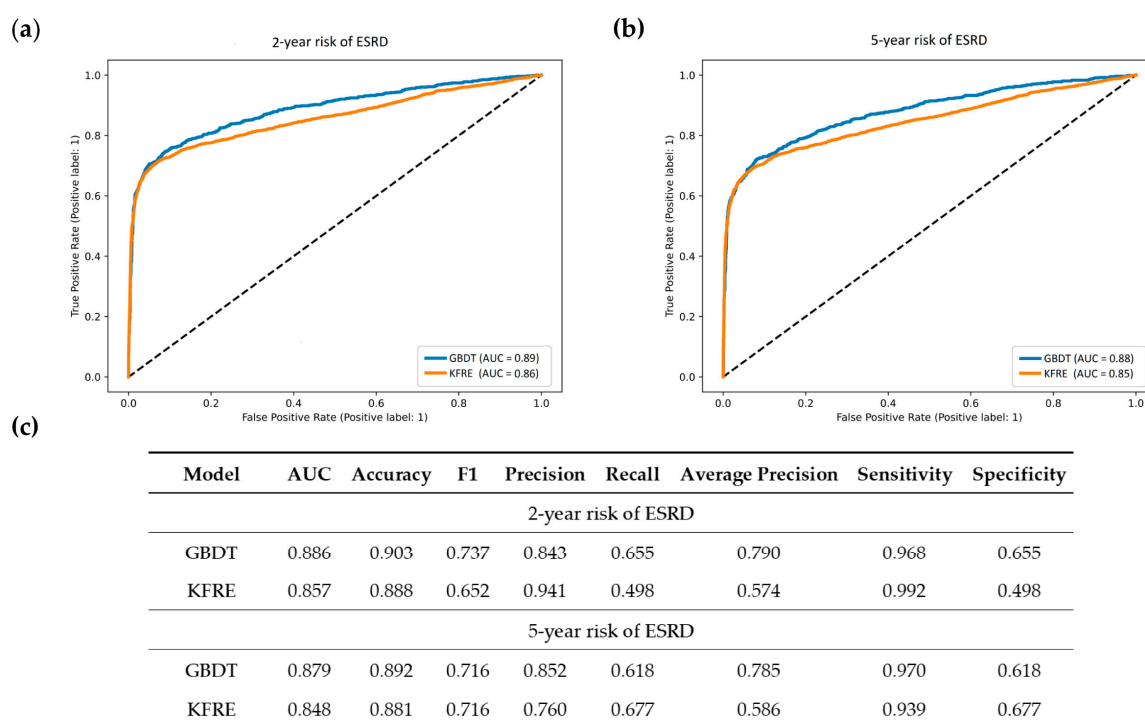 (a)
2-year risk of ESRD
1.0
0.8
0.6
0.4
0.2
0.0
True Positive Rate (Positive label: 1)
GBDT (AUC = 0.89)
KFRE (AUC = 0.86)
0.0 0.2 0.4 0.6 0.8 1.0
False Positive Rate (Positive label: 1)
(b)
5-year risk of ESRD
1.0
0.8
0.6
0.4
0.2
0.0
True Positive Rate (Positive label: 1)
GBDT (AUC = 0.88)
KFRE (AUC = 0.85)
0.0 0.2 0.4 0.6 0.8 1.0
False Positive Rate (Positive label: 1)
(c)
Model AUC Accuracy F1 Precision Recall Average Precision Sensitivity Specificity
2-year risk of ESRD
GBDT 0.886 0.903 0.737 0.843 0.655 0.790 0.968 0.655
KFRE 0.857 0.888 0.652 0.941 0.498 0.574 0.992 0.498
5-year risk of ESRD
GBDT 0.879 0.892 0.716 0.852 0.618 0.785 0.970 0.618
KFRE 0.848 0.881 0.716 0.760 0.677 0.586 0.939 0.677